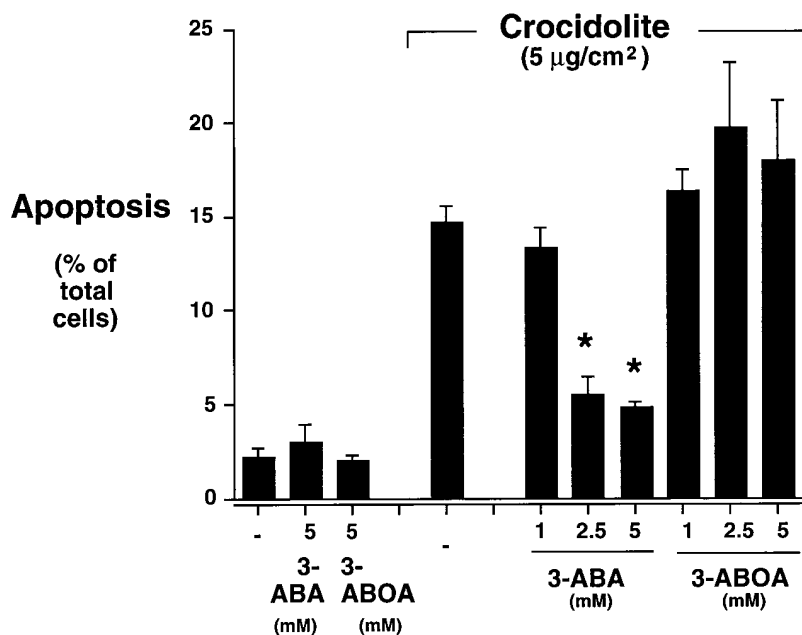 Crocidolite
(5 µg/cm²)
25
20
15
10
5
0
Apoptosis
(% of
total
cells)
* *
- 5 5 - 1 2.5 5 1 2.5 5
3-ABA 3-ABOA 3-ABA 3-ABOA
(mM) (mM) (mM) (mM)